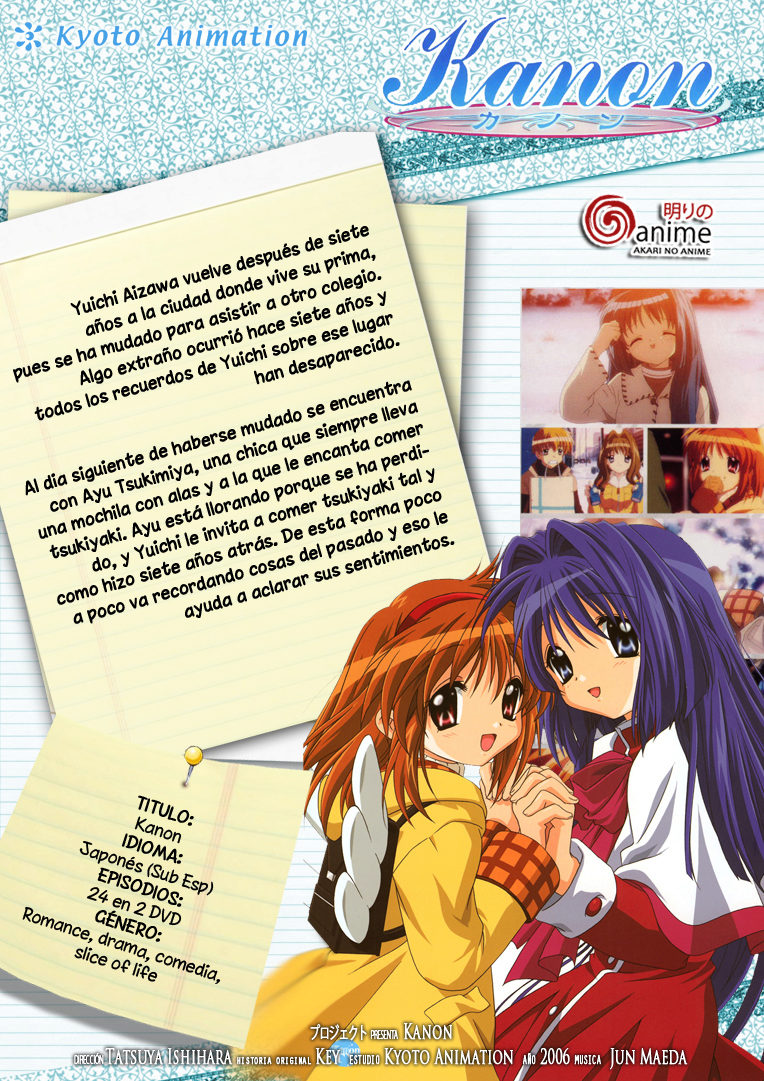 Kyoto Animation
Kanon
カノン
明りの
anime
AKARI NO ANIME
Yuichi Aizawa vuelve después de siete
años a la ciudad donde vive su prima,
pues se ha mudado para asistir a otro colegio.
Algo extraño ocurrió hace siete años y
todos los recuerdos de Yuichi sobre ese lugar
han desaparecido.
Al día siguiente de haberse mudado se encuentra
con Ayu Tsukimiya, una chica que siempre lleva
una mochila con alas y a la que le encanta comer
tsukiyaki. Ayu está llorando porque se ha perdi-
do, y Yuichi le invita a comer tsukiyaki tal y
como hizo siete años atrás. De esta forma poco
a poco va recordando cosas del pasado y eso le
ayuda a aclarar sus sentimientos.
TITULO:
Kanon
IDIOMA:
Japonés (Sub Esp)
EPISODIOS:
24 en 2 DVD
GÉNERO:
Romance, drama, comedia,
slice of life
プロジェクト PRESENTA KANON
DIRECCIÓN TATSUYA ISHIHARA HISTORIA ORIGINAL KEY ESTUDIO KYOTO ANIMATION AÑO 2006 MUSICA JUN MAEDA